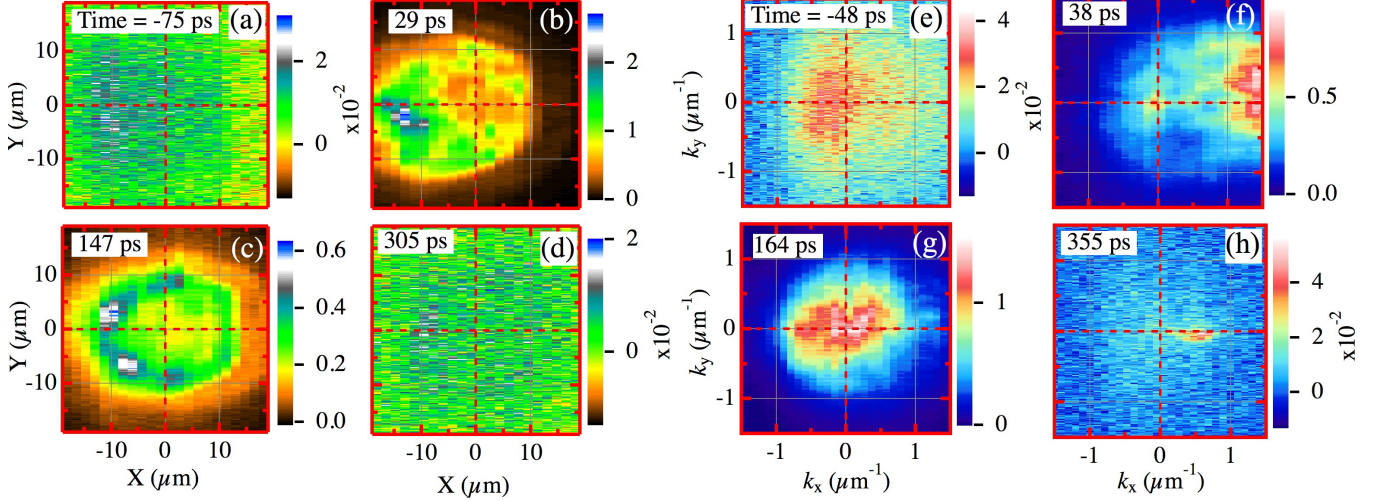 Time = -75 ps (a)
10
0
-10
Y (µm)
2
0
x10⁻²
29 ps (b)
2
1
0
147 ps (c)
10
0
-10
Y (µm)
-10 0 10
X (µm)
0.6
0.4
0.2
0.0
305 ps (d)
-10 0 10
X (µm)
2
0
x10⁻²
Time = -48 ps (e)
1
0
-1
k_y (µm⁻¹)
4
2
0
x10⁻²
38 ps (f)
0.5
0.0
164 ps (g)
1
0
-1
k_y (µm⁻¹)
-1 0 1
k_x (µm⁻¹)
1
0
355 ps (h)
-1 0 1
k_x (µm⁻¹)
4
2
0
x10⁻²